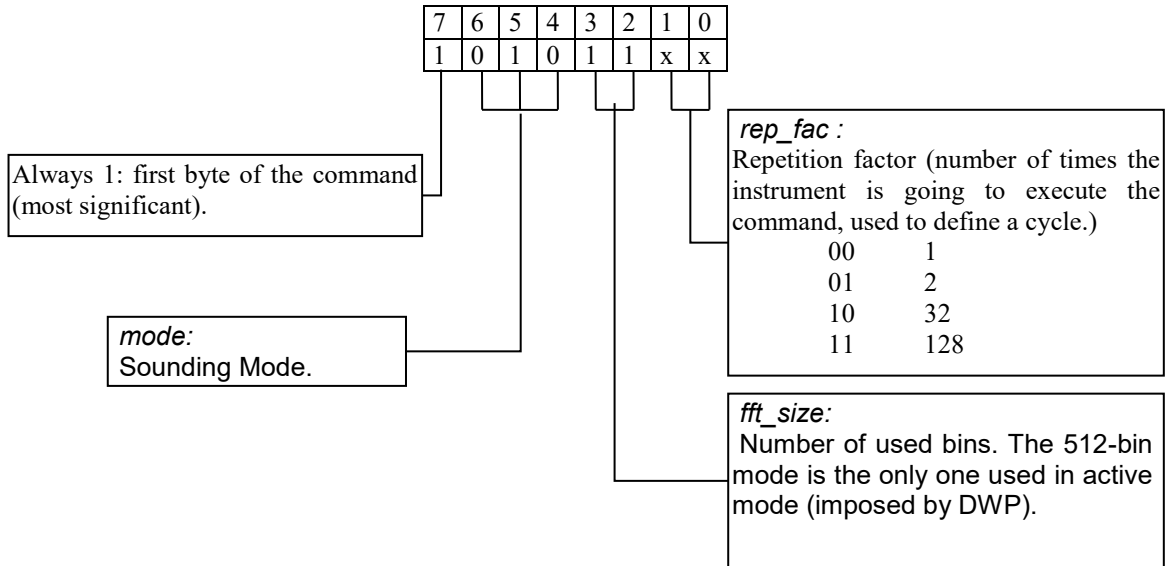 7 6 5 4 3 2 1 0
1 0 1 0 1 1 x x
rep_fac :
Repetition factor (number of times the
instrument is going to execute the
command, used to define a cycle.)
00 1
01 2
10 32
11 128
Always 1: first byte of the command
(most significant).
mode:
Sounding Mode.
fft_size:
Number of used bins. The 512-bin
mode is the only one used in active
mode (imposed by DWP).